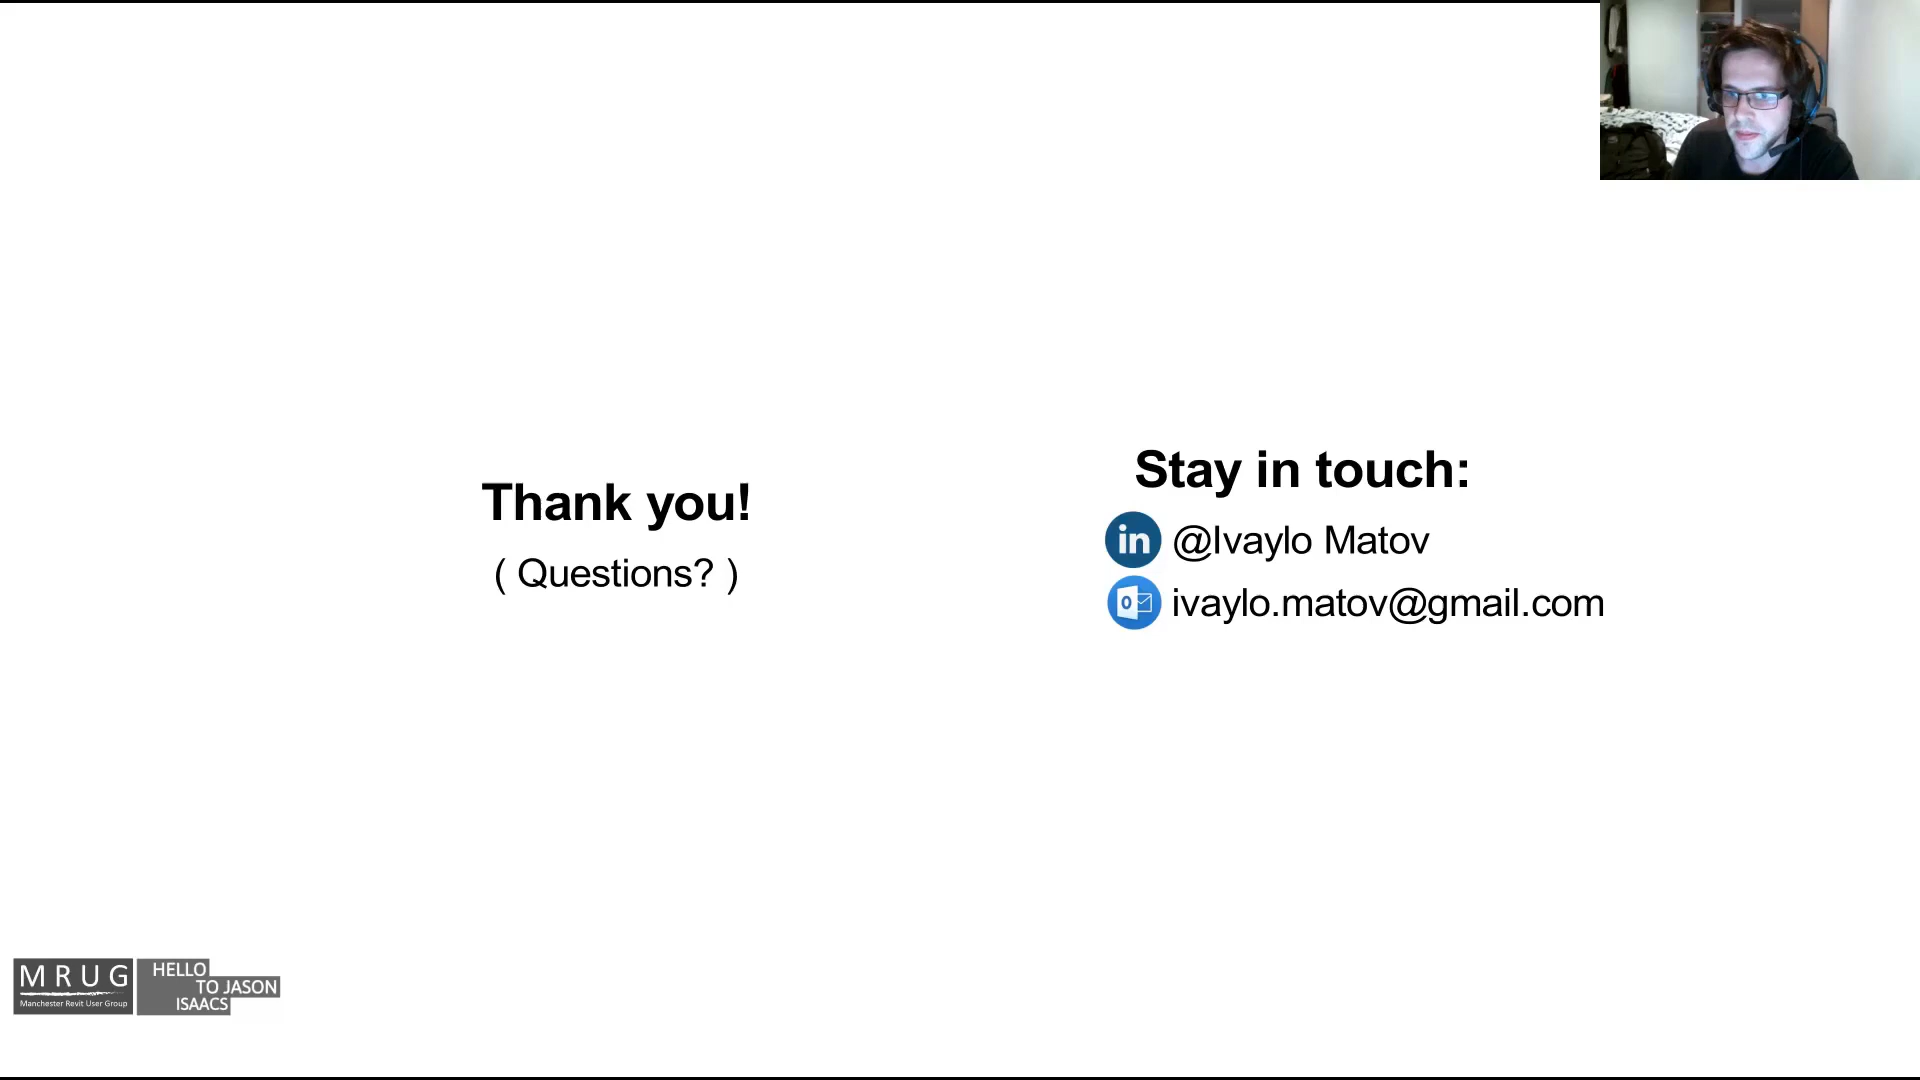 Thank you!
( Questions? )
Stay in touch:
in @Ivaylo Matov
ivaylo.matov@gmail.com
MRUG
Manchester Revit User Group
HELLO
TO JASON
ISAACS